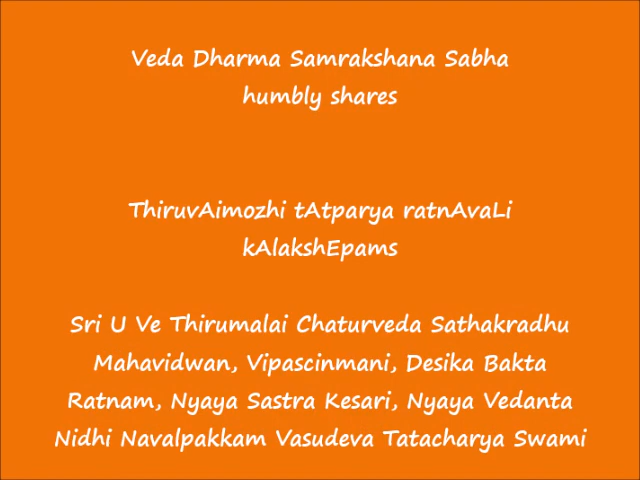 Veda Dharma Samrakshana Sabha
humbly shares
ThiruvAimozhi tAtparya ratnAvaLi
kAlakshEpams
Sri U Ve Thirumalai Chaturveda Sathakradhu
Mahavidwan, Vipascinmani, Desika Bakta
Ratnam, Nyaya Sastra Kesari, Nyaya Vedanta
Nidhi Navalpakkam Vasudeva Tatacharya Swami